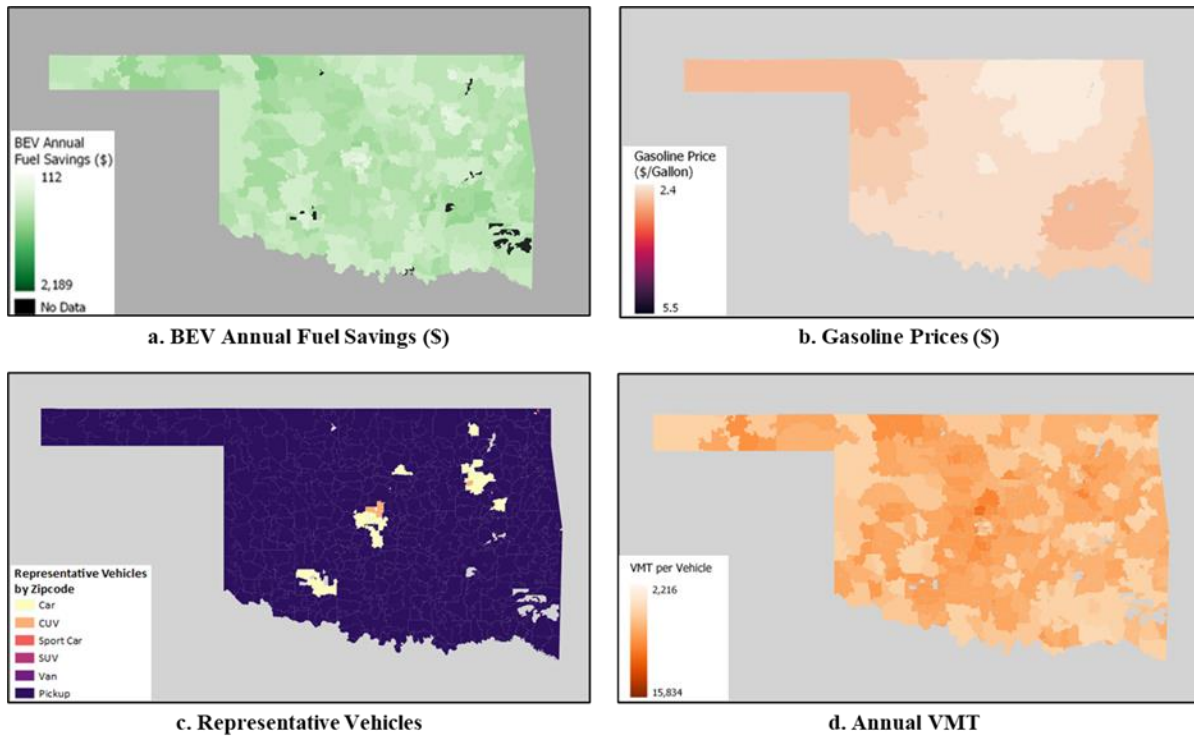 BEV Annual
Fuel Savings ($)
112
2,189
No Data
a. BEV Annual Fuel Savings ($)
Gasoline Price
($/Gallon)
2.4
5.5
b. Gasoline Prices ($)
Representative Vehicles
by Zipcode
Car
CUV
Sport Car
SUV
Van
Pickup
c. Representative Vehicles
VMT per Vehicle
2,216
15,834
d. Annual VMT